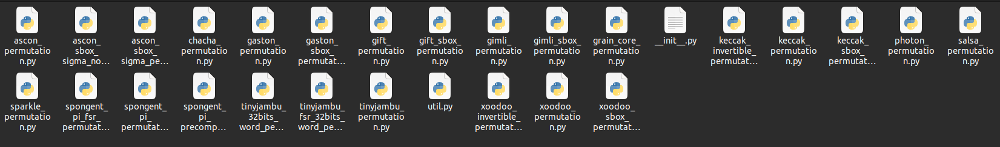 ascon_
permutatio
n.py
ascon_
sbox_
sigma_no...
ascon_
sbox_
sigma_pe...
chacha_
permutatio
n.py
gaston_
permutatio
n.py
gaston_
sbox_
permutat...
gift_
permutatio
n.py
gift_sbox_
permutatio
n.py
gimli_
permutatio
n.py
gimli_sbox_
permutatio
n.py
grain_core_
permutatio
n.py
__init__.py
keccak_
invertible_
permutat...
keccak_
permutatio
n.py
keccak_
sbox_
permutat...
photon_
permutatio
n.py
salsa_
permutatio
n.py
sparkle_
permutatio
n.py
spongent_
pi_fsr_
permutat...
spongent_
pi_
permutat...
spongent_
pi_
precomp...
tinyjambu_
32bits_
word_pe...
tinyjambu_
fsr_32bits_
word_pe...
tinyjambu_
permutatio
n.py
util.py
xoodoo_
invertible_
permutat...
xoodoo_
permutatio
n.py
xoodoo_
sbox_
permutat...